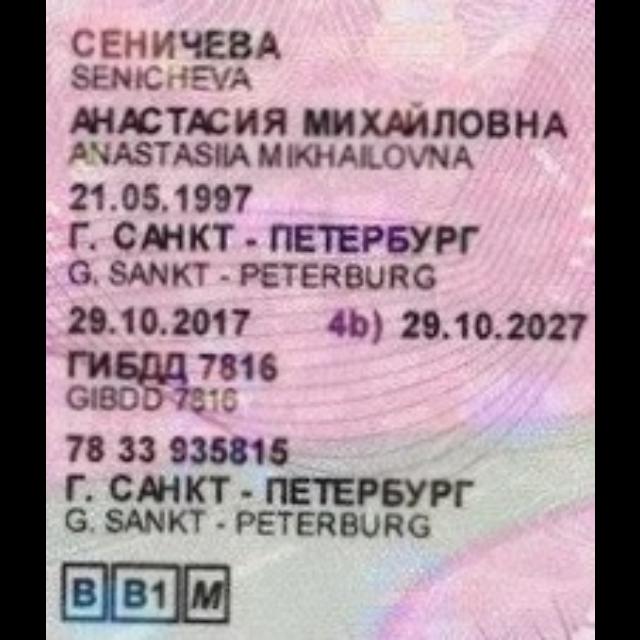 СЕНИЧЕВА
SENICHEVA
АНАСТАСИЯ МИХАЙЛОВНА
ANASTASIIA MIKHAILOVNA
21.05.1997
Г. САНКТ - ПЕТЕРБУРГ
G. SANKT - PETERBURG
29.10.2017 4b) 29.10.2027
ГИБДД 7816
GIBDD 7816
78 33 935815
Г. САНКТ - ПЕТЕРБУРГ
G. SANKT - PETERBURG
B B1 M